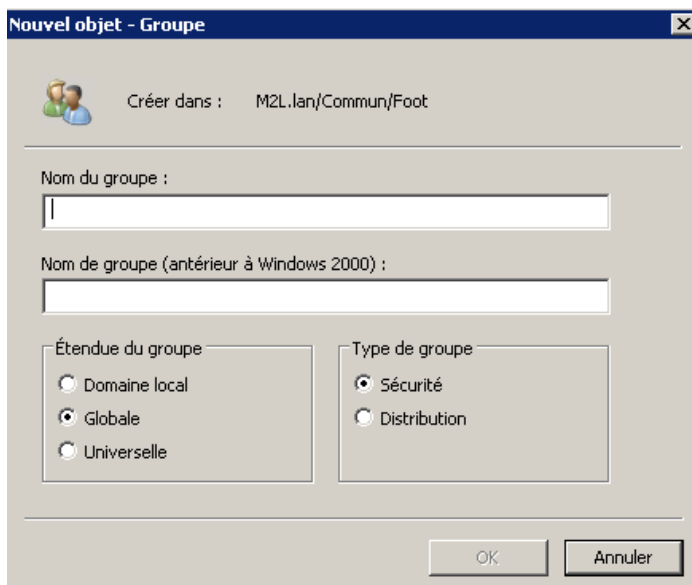 Nouvel objet - Groupe
Créer dans : M2L.lan/Commun/Foot
Nom du groupe :
Nom de groupe (antérieur à Windows 2000) :
Étendue du groupe
Domaine local
Globale
Universelle
Type de groupe
Sécurité
Distribution
OK
Annuler